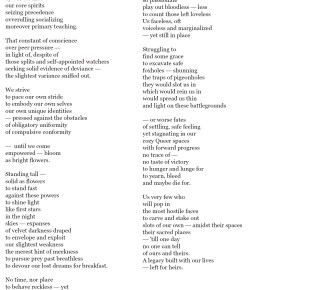 our core spirits
seizing precedence
overruling socializing
moreover primary teaching.
That constant of conscience
over peer pressure —
in light of, despite of
those splits and self-appointed watchers
seeking solid evidence of deviance —
the slightest variance sniffed out.
We strive
to pace our own stride
to embody our own selves
our own unique identities
— pressed against the obstacles
of obligatory uniformity
of compulsive conformity
— until we come
empowered — bloom
as bright flowers.
Standing tall —
solid as flowers
to stand fast
against these powers
to shine light
like first stars
in the night
skies — expanses
of velvet darkness draped
to envelope and exploit
our slightest weakness
the merest hint of meekness
to pursue prey past breathless
to devour our lost dreams for breakfast.
No time, nor place
to behave reckless — yet
play out bloodless — less
to count those left loveless
Us faceless, oft
voiceless and marginalized
— yet still in place
Struggling to
find some grace
to excavate safe
foxholes — shunning
the traps of pigeonholes
they would slot us in
which would rein us in
would spread us thin
and light on these battlegrounds
— or worse fates
of settling, safe feeling
yet stagnating in our
cozy Queer spaces
with forward progress
no trace of —
no taste of victory
to hunger and lunge for
to yearn, bleed
and maybe die for.
Us very few who
will pop in
the most hostile faces
to carve and stake out
slots of our own — amidst their spaces
their sacred places
— 'til one day
no one can tell
of ours and theirs.
A legacy built with our lives
— left for heirs.